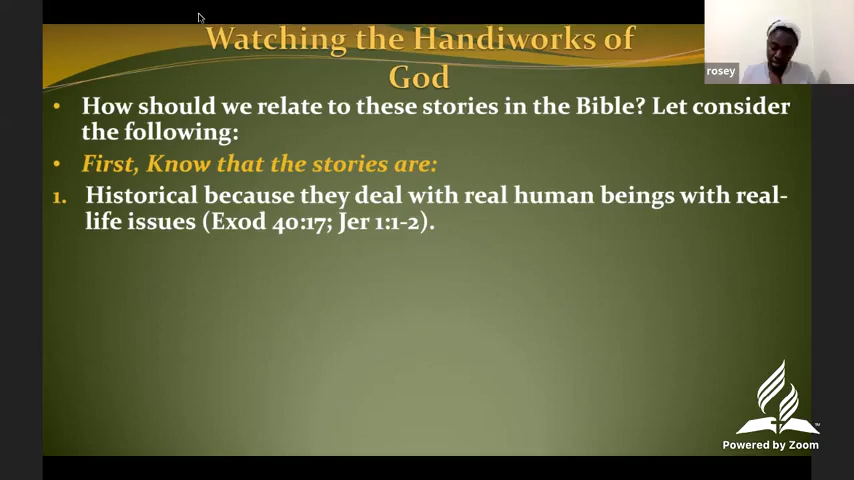 Watching the Handiworks of
God
rosey
• How should we relate to these stories in the Bible? Let consider
the following:
• First, Know that the stories are:
1. Historical because they deal with real human beings with real-
life issues (Exod 40:17; Jer 1:1-2).
Powered by Zoom